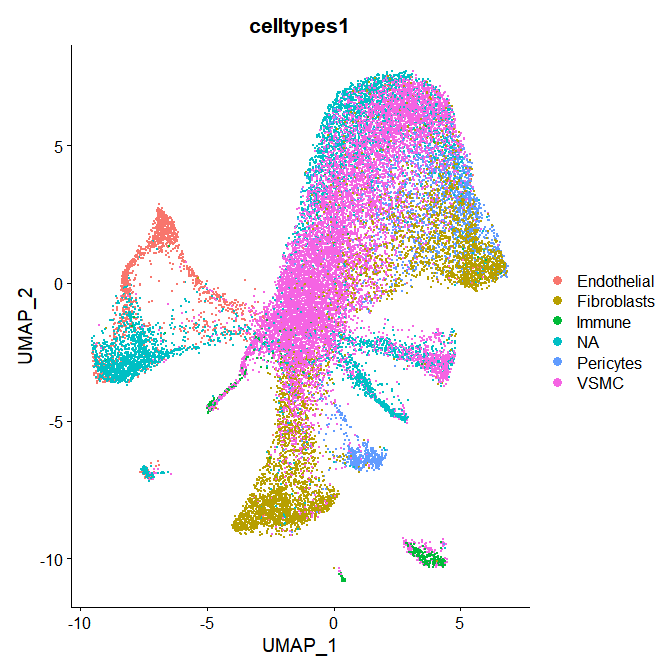 celltypes1
5
0
-5
-10
UMAP_2
-10 -5 0 5
UMAP_1
Endothelial
Fibroblasts
Immune
NA
Pericytes
VSMC